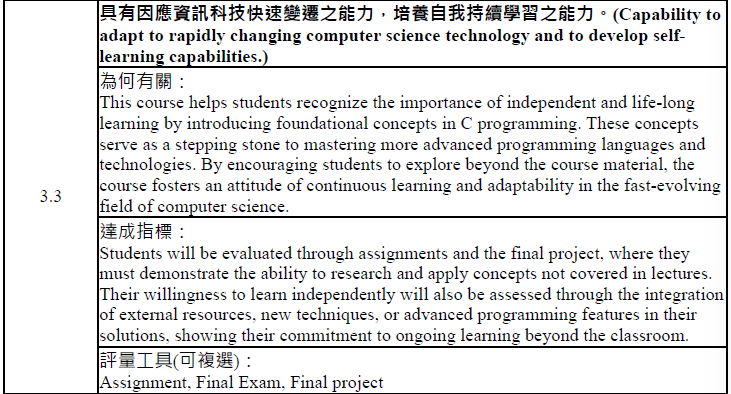 具有因應資訊科技快速變遷之能力，培養自我持續學習之能力。(Capability to
adapt to rapidly changing computer science technology and to develop self-
learning capabilities.)
為何有關：
This course helps students recognize the importance of independent and life-long
learning by introducing foundational concepts in C programming. These concepts
serve as a stepping stone to mastering more advanced programming languages and
technologies. By encouraging students to explore beyond the course material, the
course fosters an attitude of continuous learning and adaptability in the fast-evolving
field of computer science.
3.3
達成指標：
Students will be evaluated through assignments and the final project, where they
must demonstrate the ability to research and apply concepts not covered in lectures.
Their willingness to learn independently will also be assessed through the integration
of external resources, new techniques, or advanced programming features in their
solutions, showing their commitment to ongoing learning beyond the classroom.
評量工具(可複選)：
Assignment, Final Exam, Final project